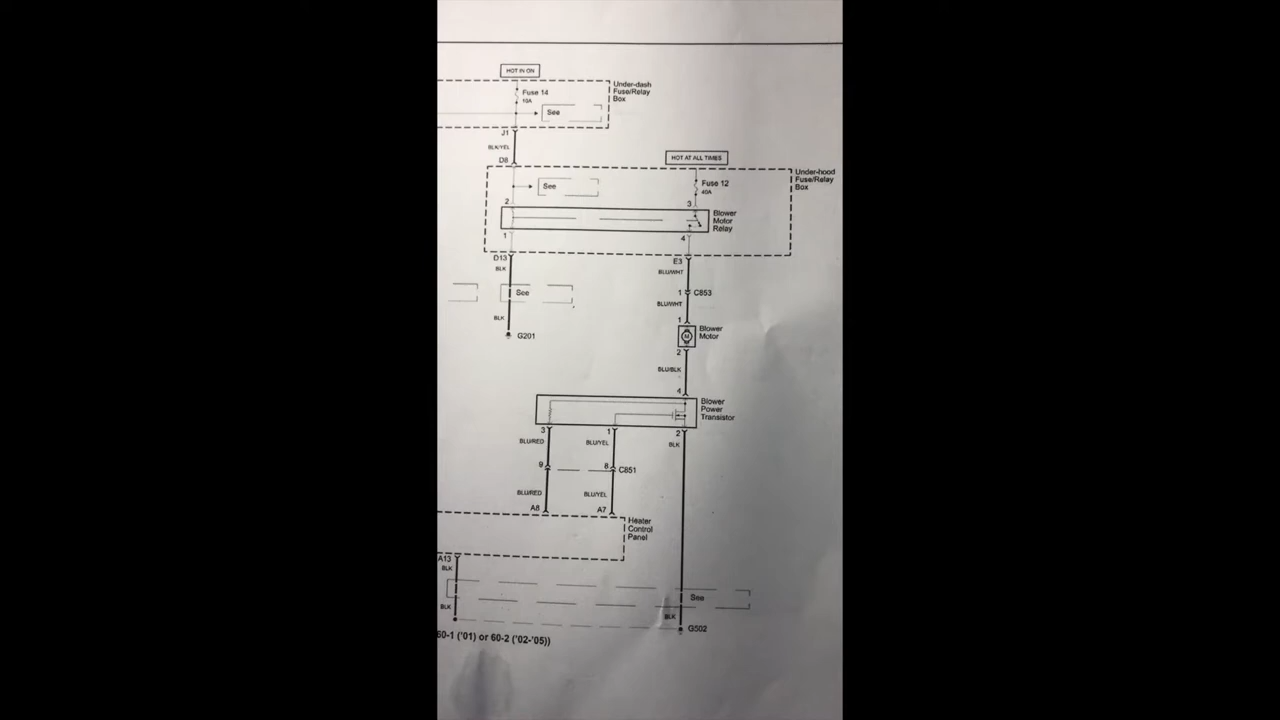 HOT IN ON
Under-dash
Fuse/Relay
Box
Fuse 14
10A
See
J1
BLK/YEL
D8
HOT AT ALL TIMES
Under-hood
Fuse/Relay
Box
See
Fuse 12
40A
2
3
Blower
Motor
Relay
1
4
D13
E3
BLK
BLU/WHT
See
1
C853
BLU/WHT
BLK
1
G201
Blower
Motor
M
2
BLU/BLK
4
Blower
Power
Transistor
3
1
2
BLU/RED
BLU/YEL
BLK
9
8
C851
BLU/RED
BLU/YEL
A8
A7
Heater
Control
Panel
A13
BLK
See
BLK
BLK
G502
60-1 ('01) or 60-2 ('02-'05))